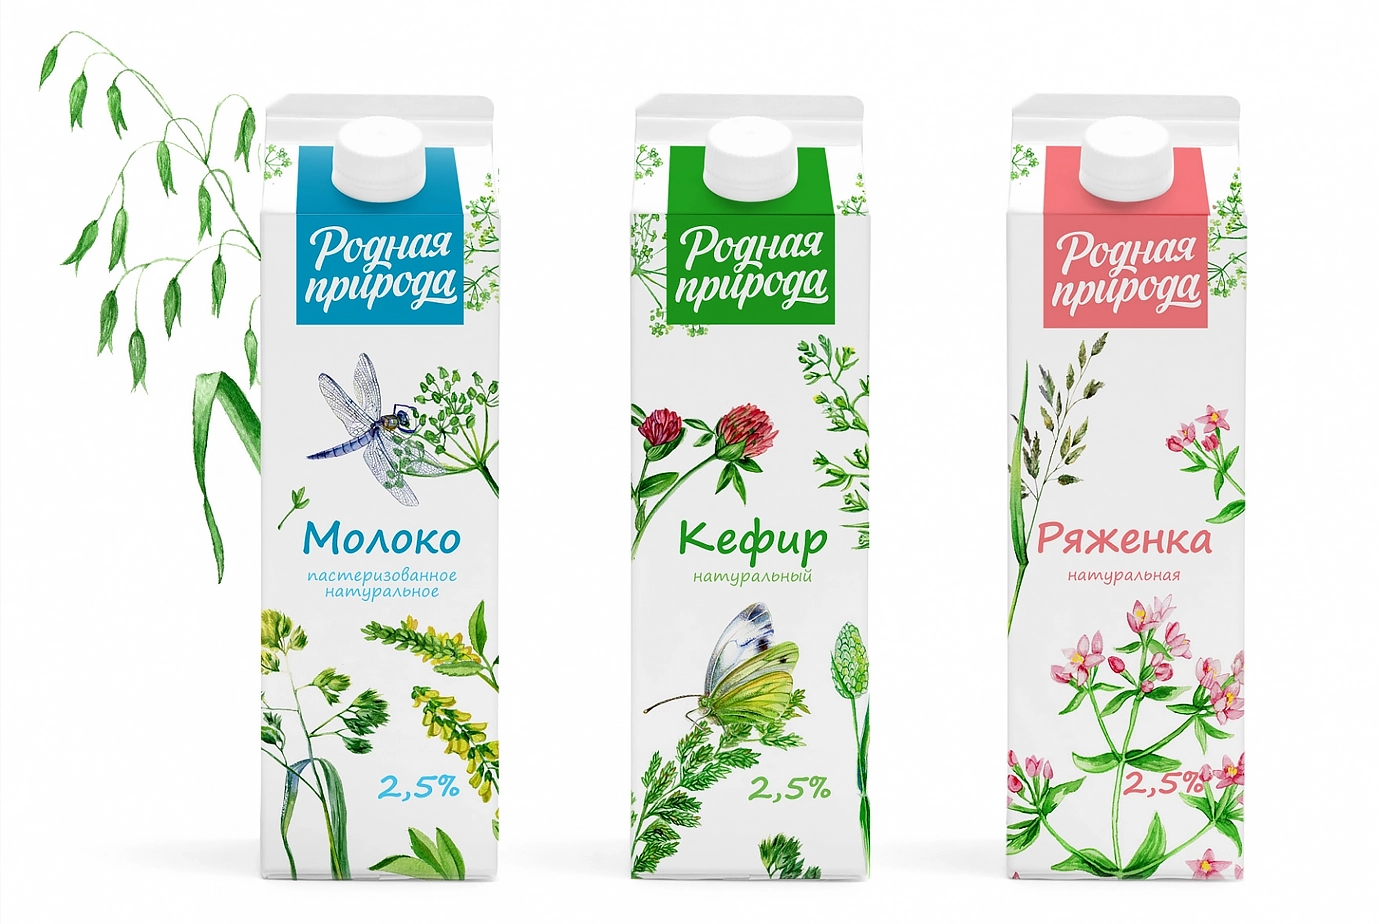 Родная
природа
Молоко
пастеризованное
натуральное
2,5%
Родная
природа
Кефир
натуральный
2,5%
Родная
природа
Ряженка
натуральная
2,5%